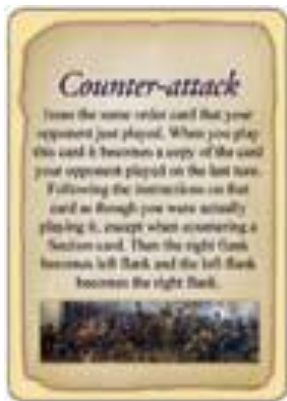 Counter-attack
Issue the same order card that your
opponent just played. When you play
this card it becomes a copy of the card
your opponent played on the last turn.
Following the instructions on that
card as though you were actually
playing it, except when countering a
Section card. Then the right flank
becomes left flank and the left flank
becomes the right flank.